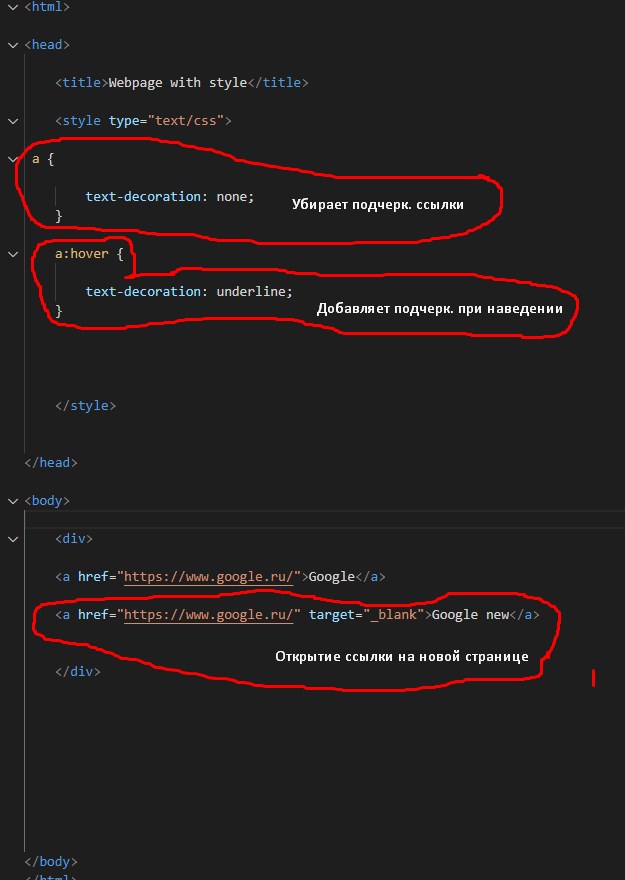 <html>
<head>
<title>Webpage with style</title>
<style type="text/css">
a {
text-decoration: none;
Убирает подчерк. ссылки
}
a:hover {
text-decoration: underline;
Добавляет подчерк. при наведении
}
</style>
</head>
<body>
<div>
<a href="https://www.google.ru/">Google</a>
<a href="https://www.google.ru/" target="_blank">Google new</a>
Открытие ссылки на новой странице
</div>
</body>
</html>